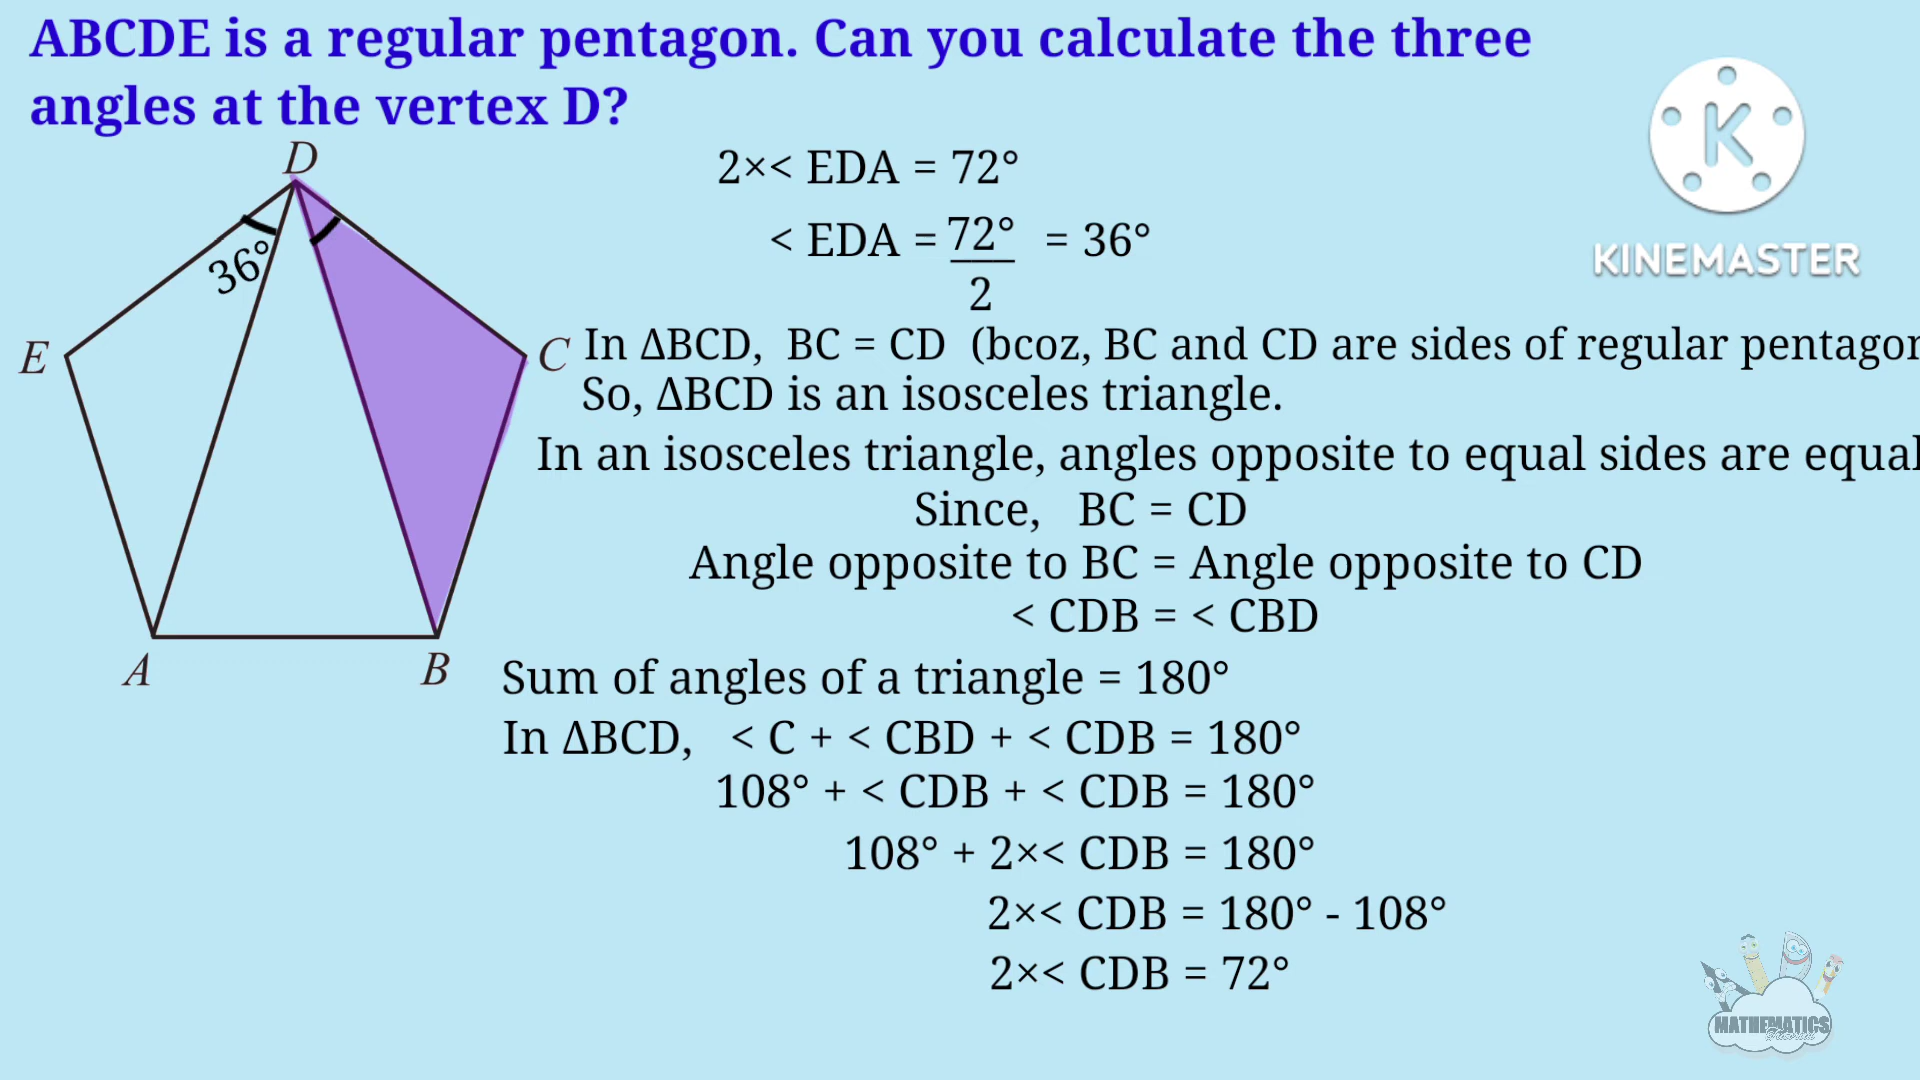 ABCDE is a regular pentagon. Can you calculate the three
angles at the vertex D?
D
2×< EDA = 72°
K
< EDA = 72° = 36°
2
36°
KINEMASTER
E
C
In ΔBCD, BC = CD (bcoz, BC and CD are sides of regular pentagon
So, ΔBCD is an isosceles triangle.
In an isosceles triangle, angles opposite to equal sides are equal
Since, BC = CD
Angle opposite to BC = Angle opposite to CD
< CDB = < CBD
A
B
Sum of angles of a triangle = 180°
In ΔBCD, < C + < CBD + < CDB = 180°
108° + < CDB + < CDB = 180°
108° + 2×< CDB = 180°
2×< CDB = 180° - 108°
2×< CDB = 72°
MATHEMATICS
Tutorial